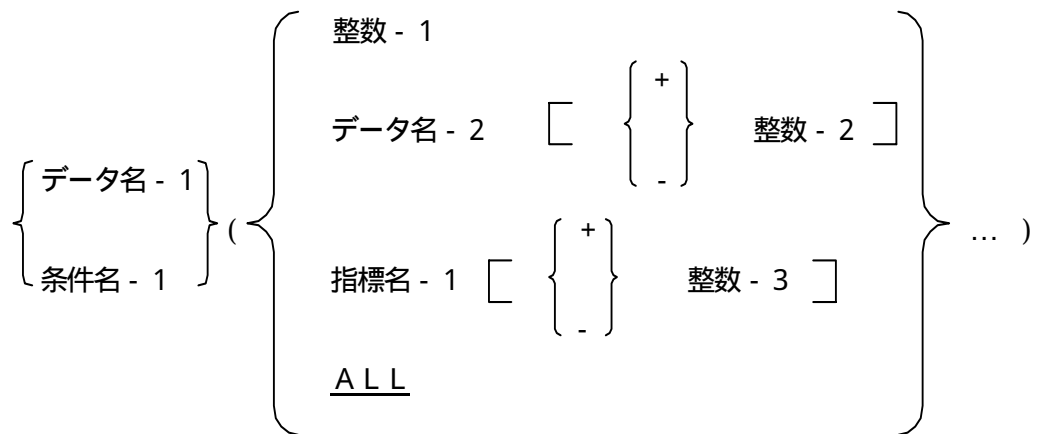 整数 - 1
+
データ名 - 2 [ { } 整数 - 2 ]
-
データ名 - 1
{ } ( { } … )
条件名 - 1
+
指標名 - 1 [ { } 整数 - 3 ]
-
ＡＬＬ